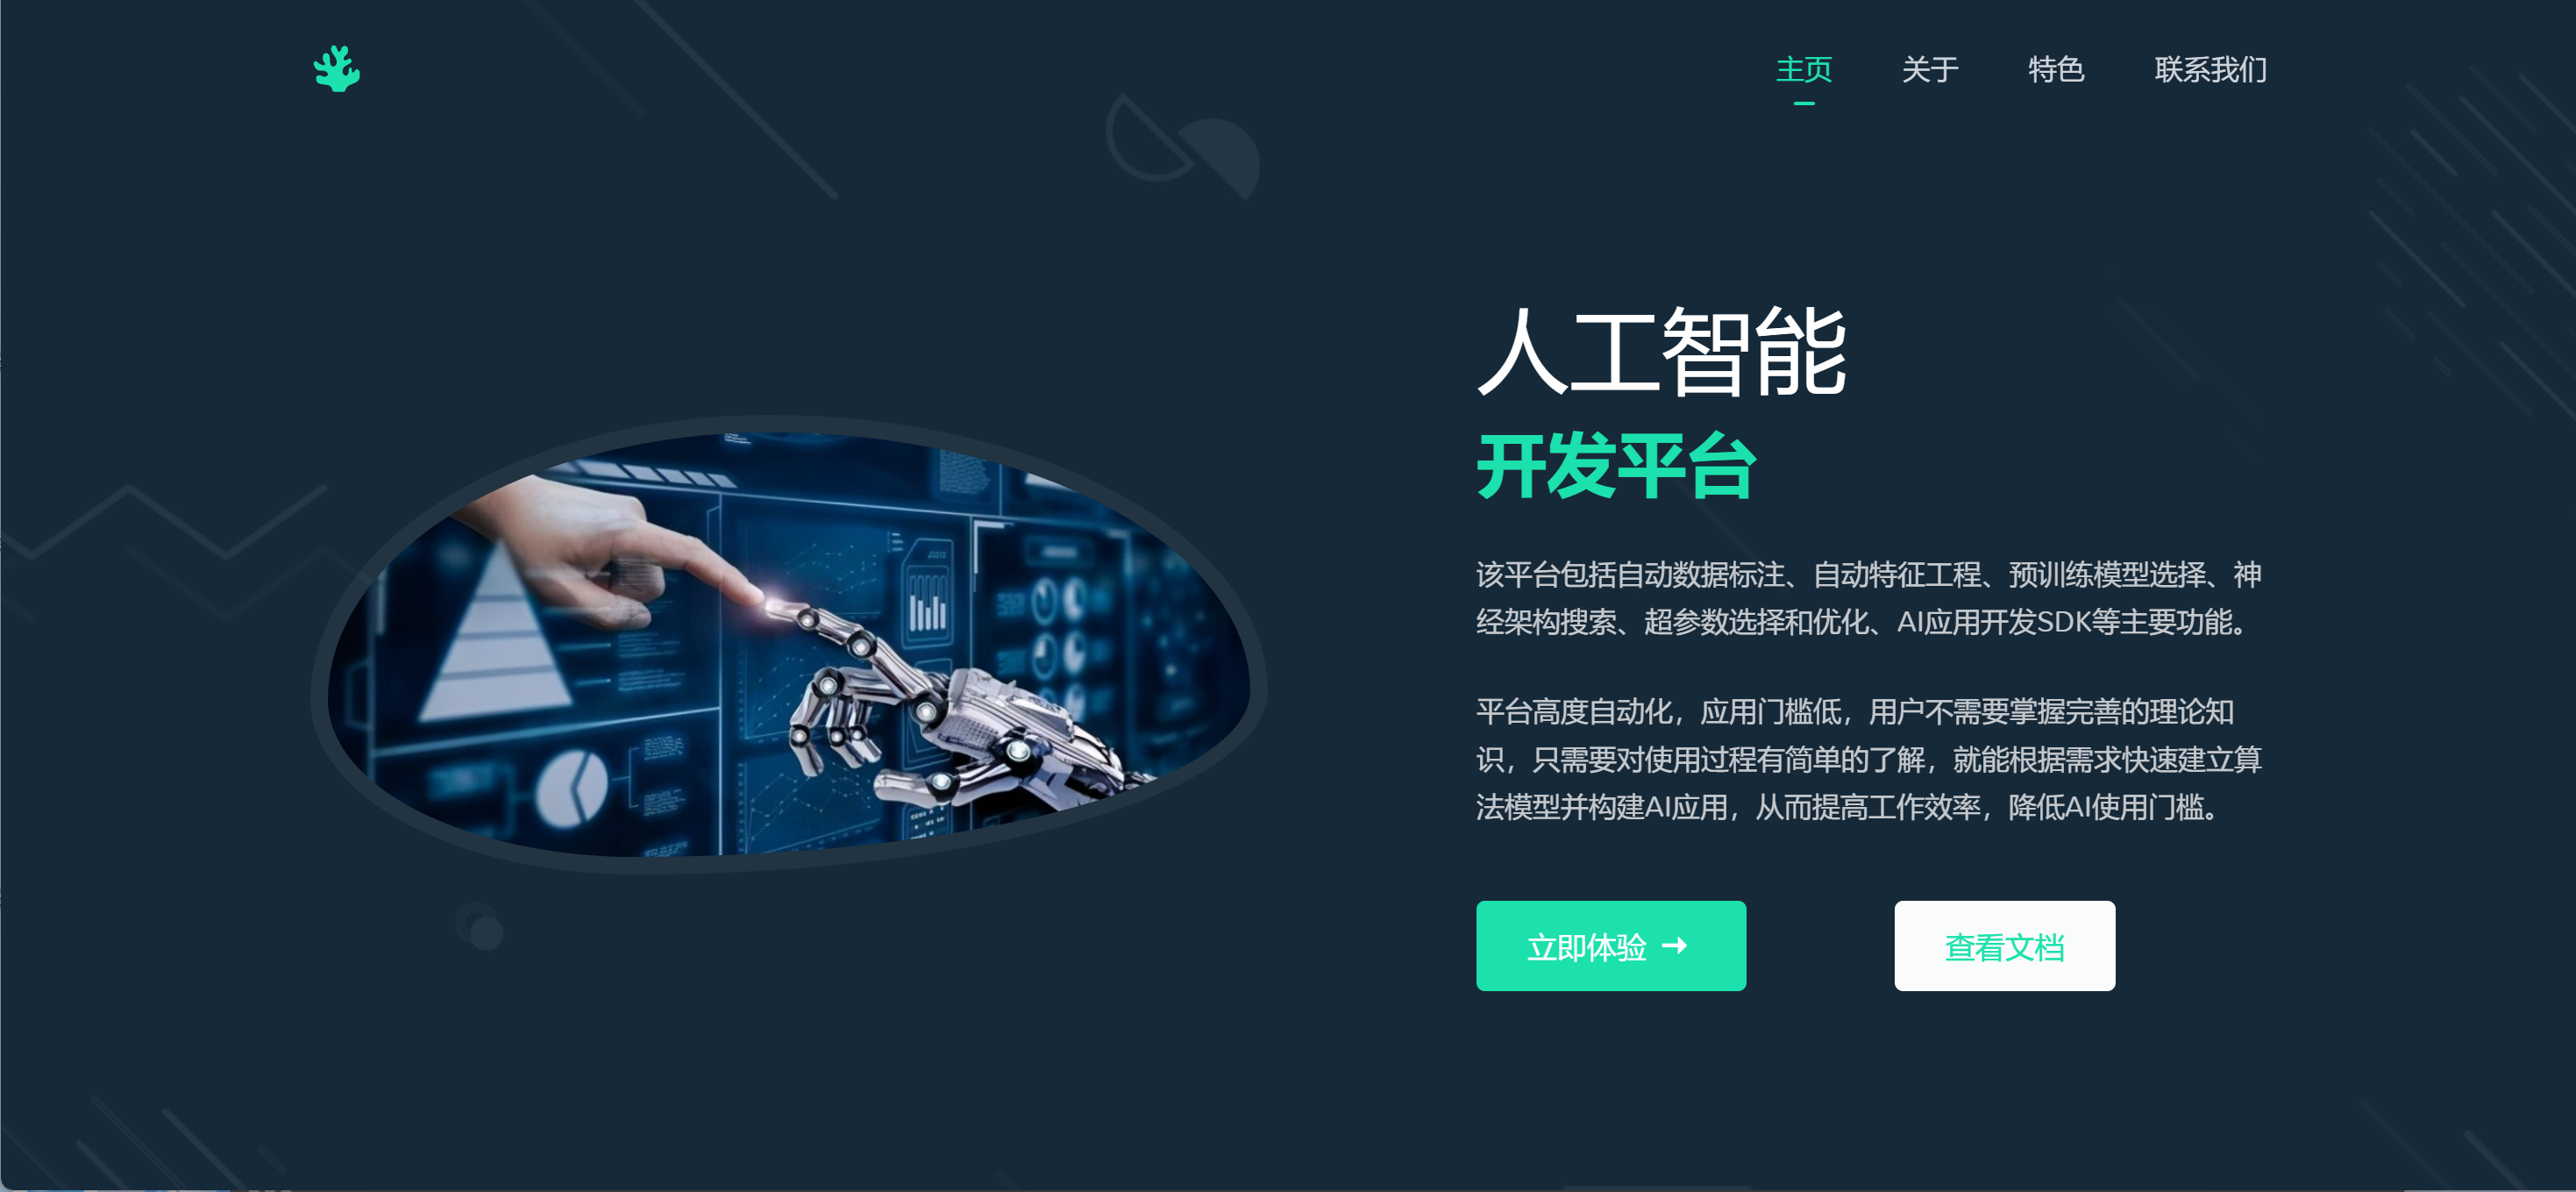 主页
关于
特色
联系我们
人工智能
开发平台
该平台包括自动数据标注、自动特征工程、预训练模型选择、神
经架构搜索、超参数选择和优化、AI应用开发SDK等主要功能。
平台高度自动化，应用门槛低，用户不需要掌握完善的理论知
识，只需要对使用过程有简单的了解，就能根据需求快速建立算
法模型并构建AI应用，从而提高工作效率，降低AI使用门槛。
立即体验 →
查看文档